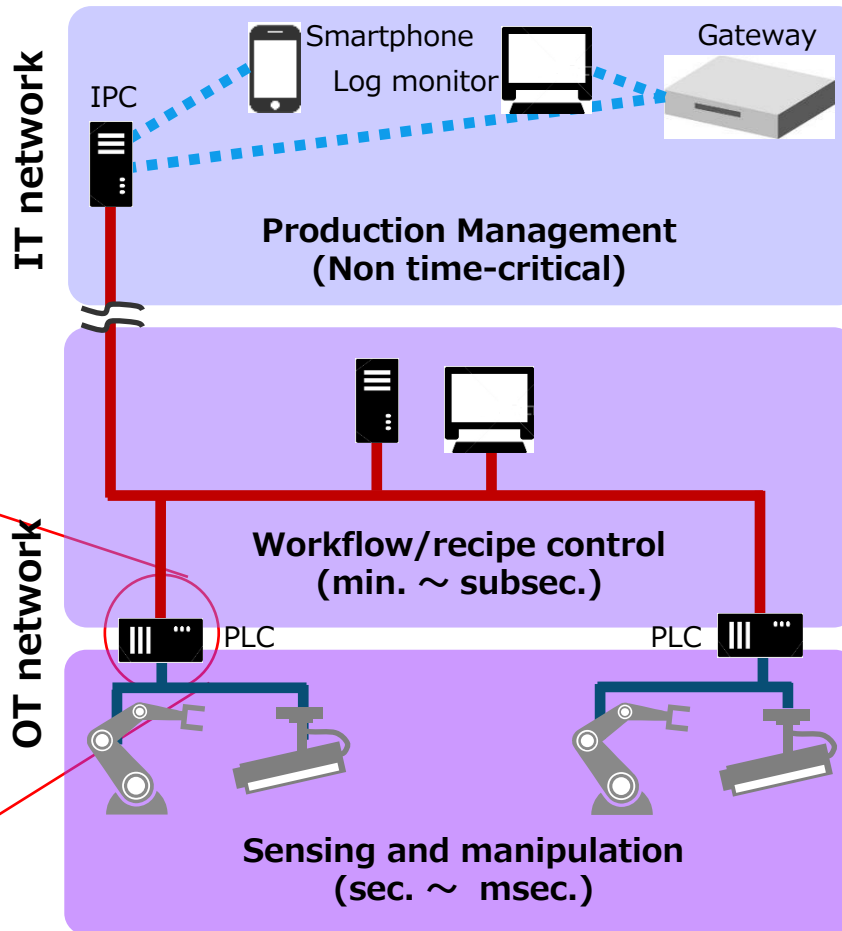 Smartphone
Gateway
Log monitor
IPC
IT network
Production Management
(Non time-critical)
OT network
Workflow/recipe control
(min. ～ subsec.)
PLC
PLC
Sensing and manipulation
(sec. ～ msec.)